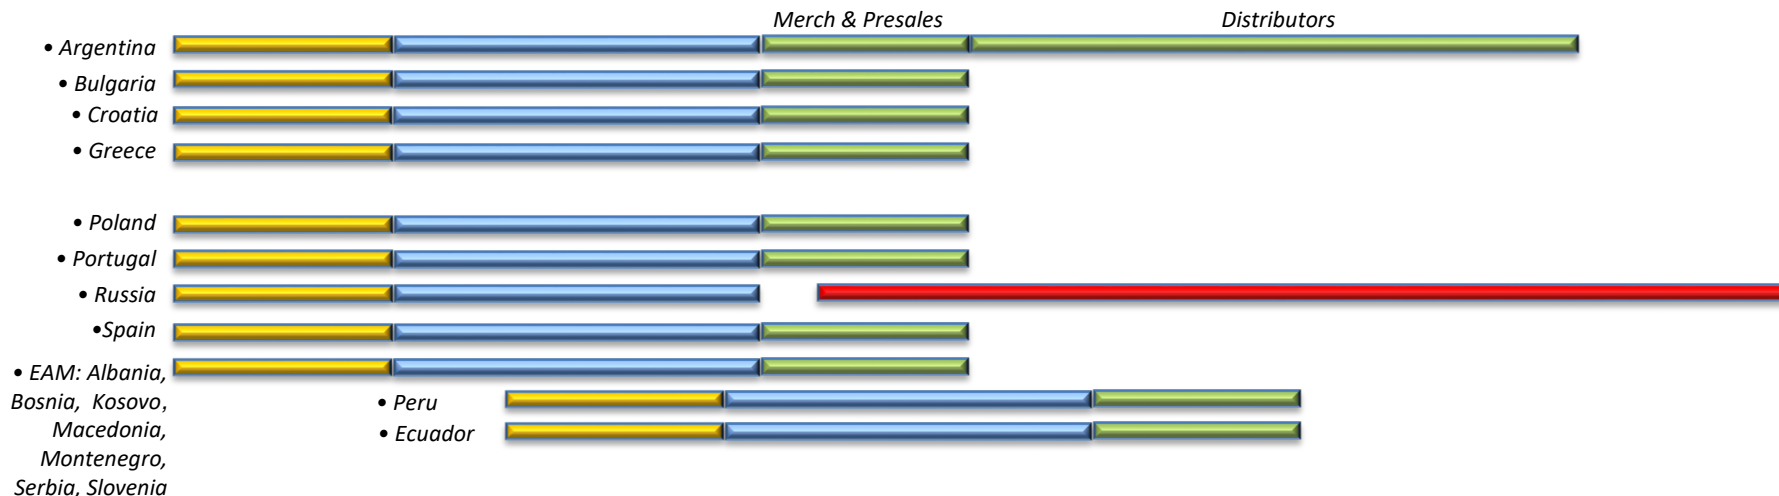 Merch & Presales
Distributors
• Argentina
• Bulgaria
• Croatia
• Greece
• Poland
• Portugal
• Russia
•Spain
• EAM: Albania,
Bosnia, Kosovo,
Macedonia,
Montenegro,
Serbia, Slovenia
• Peru
• Ecuador